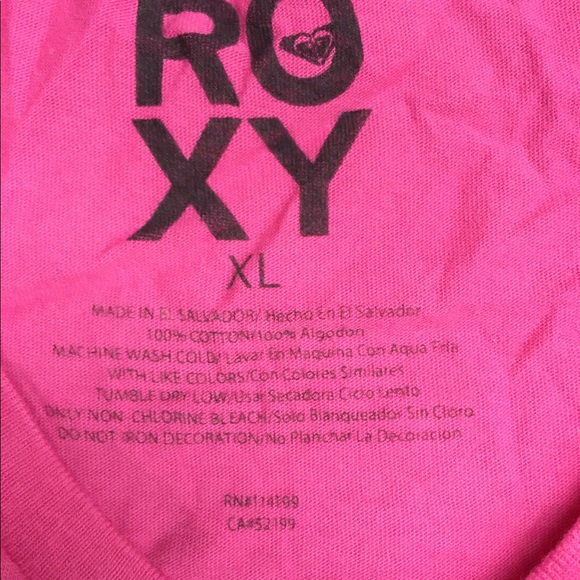 RO
XY
XL
MADE IN EL SALVADOR/ Hecho En El Salvador
100% COTTON/100% Algodon
MACHINE WASH COLD/ Lavar En Maquina Con Aqua Fria
WITH LIKE COLORS/Con Colores Similares
TUMBLE DRY LOW/Usar Secadora Ciclo Lento
ONLY NON CHLORINE BLEACH/Solo Blanqueador Sin Cloro
DO NOT IRON DECORATION/No Planchar La Decoracion
RN#114199
CA#52199